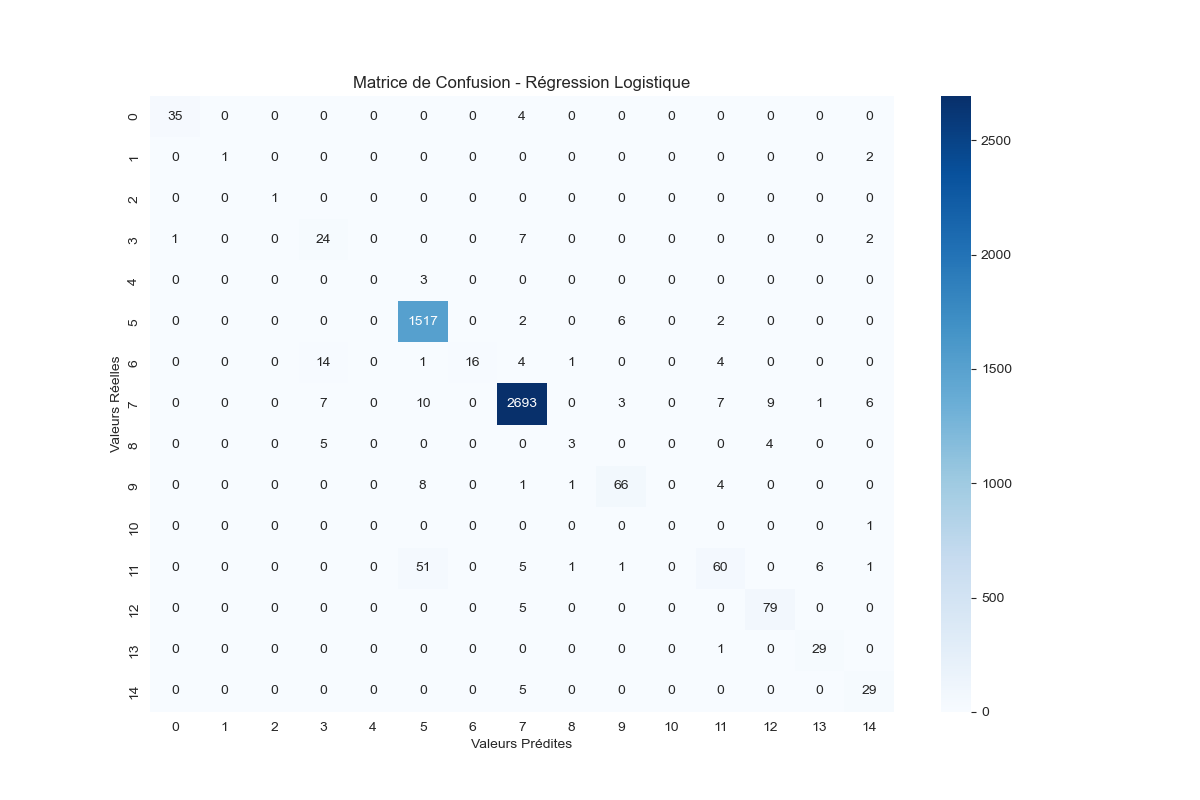 Matrice de Confusion - Régression Logistique
0 35 0 0 0 0 0 0 4 0 0 0 0 0 0 0
1 0 1 0 0 0 0 0 0 0 0 0 0 0 0 2
2 0 0 1 0 0 0 0 0 0 0 0 0 0 0 0
3 1 0 0 24 0 0 0 7 0 0 0 0 0 0 2
4 0 0 0 0 0 3 0 0 0 0 0 0 0 0 0
5 0 0 0 0 0 1517 0 2 0 6 0 2 0 0 0
6 0 0 0 14 0 1 16 4 1 0 0 4 0 0 0
7 0 0 0 7 0 10 0 2693 0 3 0 7 9 1 6
8 0 0 0 5 0 0 0 0 3 0 0 0 4 0 0
9 0 0 0 0 0 8 0 1 1 66 0 4 0 0 0
10 0 0 0 0 0 0 0 0 0 0 0 0 0 0 1
11 0 0 0 0 0 51 0 5 1 1 0 60 0 6 1
12 0 0 0 0 0 0 0 5 0 0 0 0 79 0 0
13 0 0 0 0 0 0 0 0 0 0 0 1 0 29 0
14 0 0 0 0 0 0 0 5 0 0 0 0 0 0 29
0 1 2 3 4 5 6 7 8 9 10 11 12 13 14
Valeurs Prédites
Valeurs Réelles
2500
2000
1500
1000
500
0